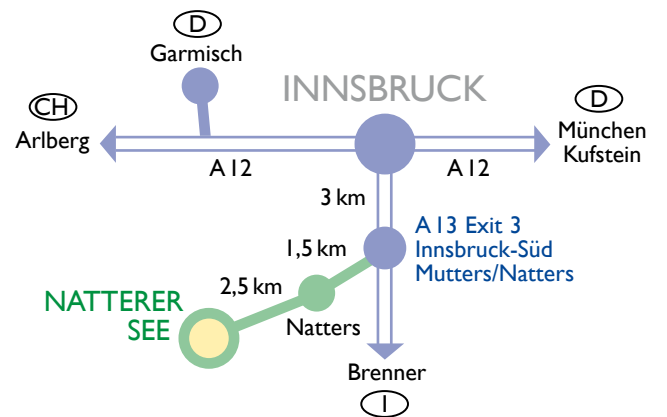 D
Garmisch
INNSBRUCK
CH
Arlberg
D
München
Kufstein
A12
A12
3 km
A13 Exit 3
Innsbruck-Süd
Mutters/Natters
1,5 km
2,5 km
NATTERER
SEE
Natters
Brenner
I